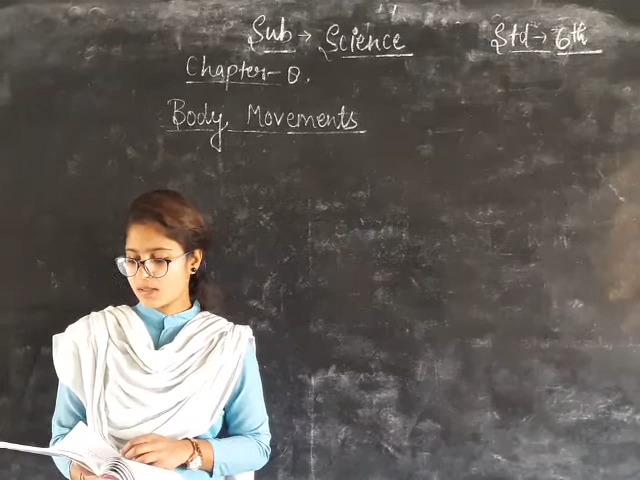 Sub → Science
Std → 6th
Chapter - 8.
Body Movements